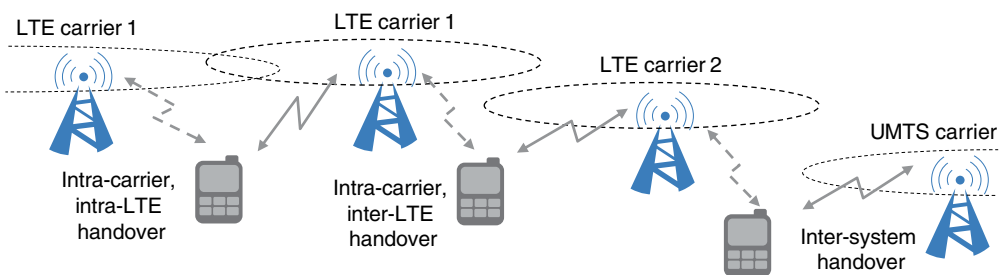 LTE carrier 1
LTE carrier 1
LTE carrier 2
UMTS carrier
Intra-carrier,
intra-LTE
handover
Intra-carrier,
inter-LTE
handover
Inter-system
handover